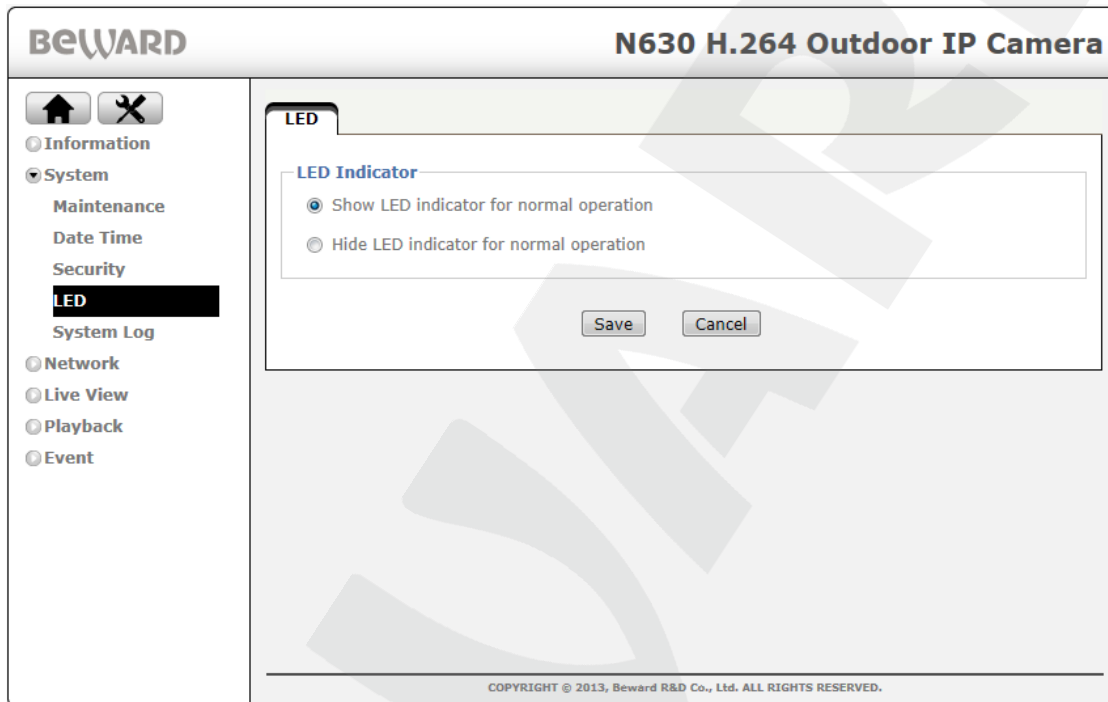 BEWARD
N630 H.264 Outdoor IP Camera
Information
System
Maintenance
Date Time
Security
LED
System Log
Network
Live View
Playback
Event
LED
LED Indicator
Show LED indicator for normal operation
Hide LED indicator for normal operation
Save Cancel
COPYRIGHT © 2013, Beward R&D Co., Ltd. ALL RIGHTS RESERVED.